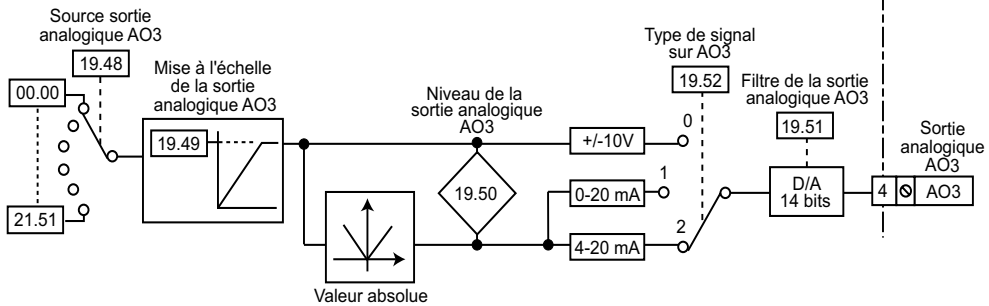 Source sortie
analogique AO3
19.48
00.00
21.51
Mise à l'échelle
de la sortie
analogique AO3
19.49
Valeur absolue
Niveau de la
sortie analogique
AO3
19.50
+/-10V
0
0-20 mA
1
4-20 mA
2
Type de signal
sur AO3
19.52
Filtre de la sortie
analogique AO3
19.51
D/A
14 bits
Sortie
analogique
AO3
4
AO3